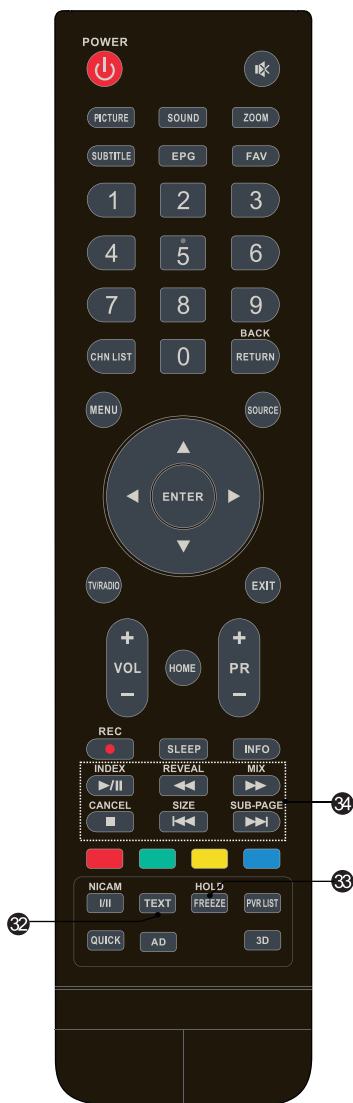 POWER
PICTURE SOUND ZOOM
SUBTITLE EPG FAV
1 2 3
4 5 6
7 8 9
BACK
CHN LIST 0 RETURN
MENU SOURCE
ENTER
TV/RADIO EXIT
+ +
VOL HOME PR
− −
REC
SLEEP INFO
INDEX REVEAL MIX
CANCEL SIZE SUB-PAGE
34
33
NICAM HOLD
I/II TEXT FREEZE PVR LIST
32
QUICK AD 3D